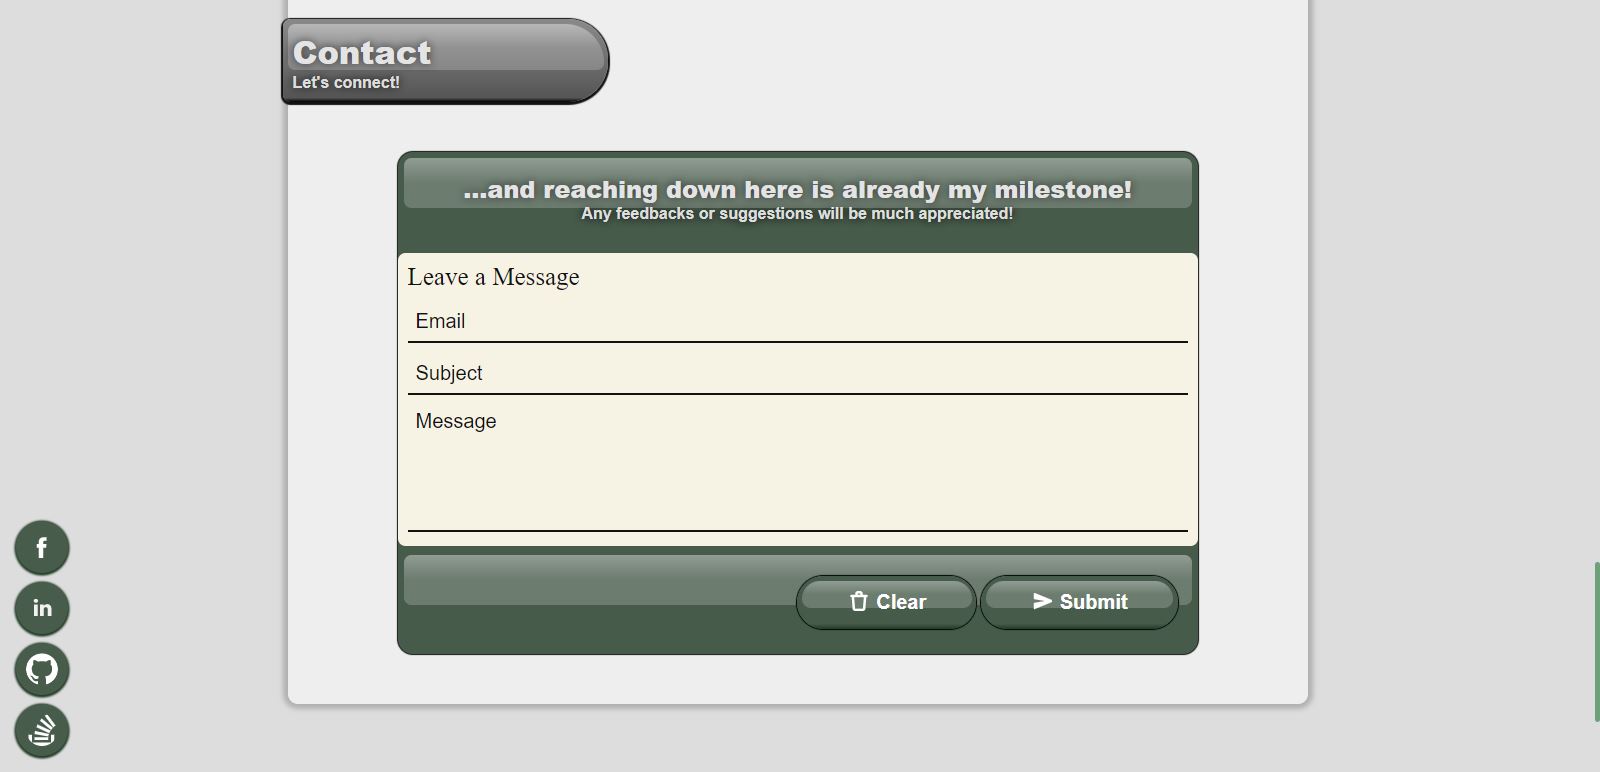 Contact
Let's connect!
...and reaching down here is already my milestone!
Any feedbacks or suggestions will be much appreciated!
Leave a Message
Email
Subject
Message
Clear
Submit